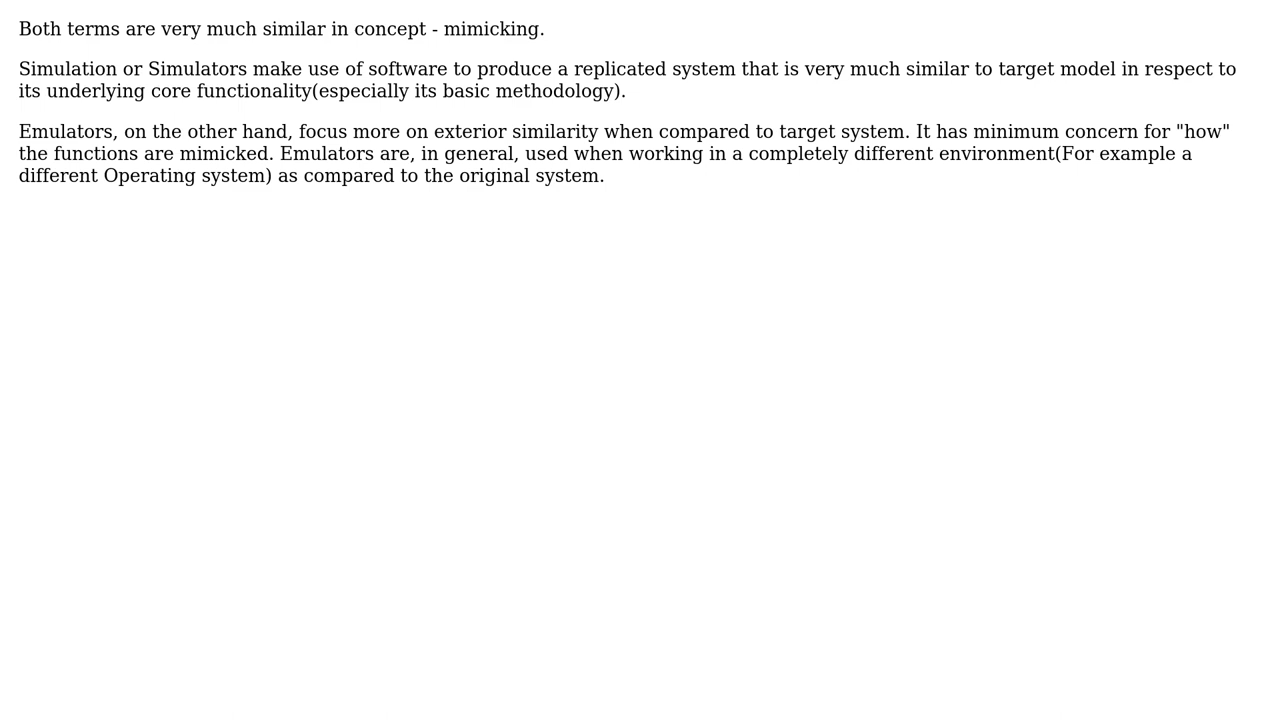 Both terms are very much similar in concept - mimicking.
Simulation or Simulators make use of software to produce a replicated system that is very much similar to target model in respect to
its underlying core functionality(especially its basic methodology).
Emulators, on the other hand, focus more on exterior similarity when compared to target system. It has minimum concern for "how"
the functions are mimicked. Emulators are, in general, used when working in a completely different environment(For example a
different Operating system) as compared to the original system.